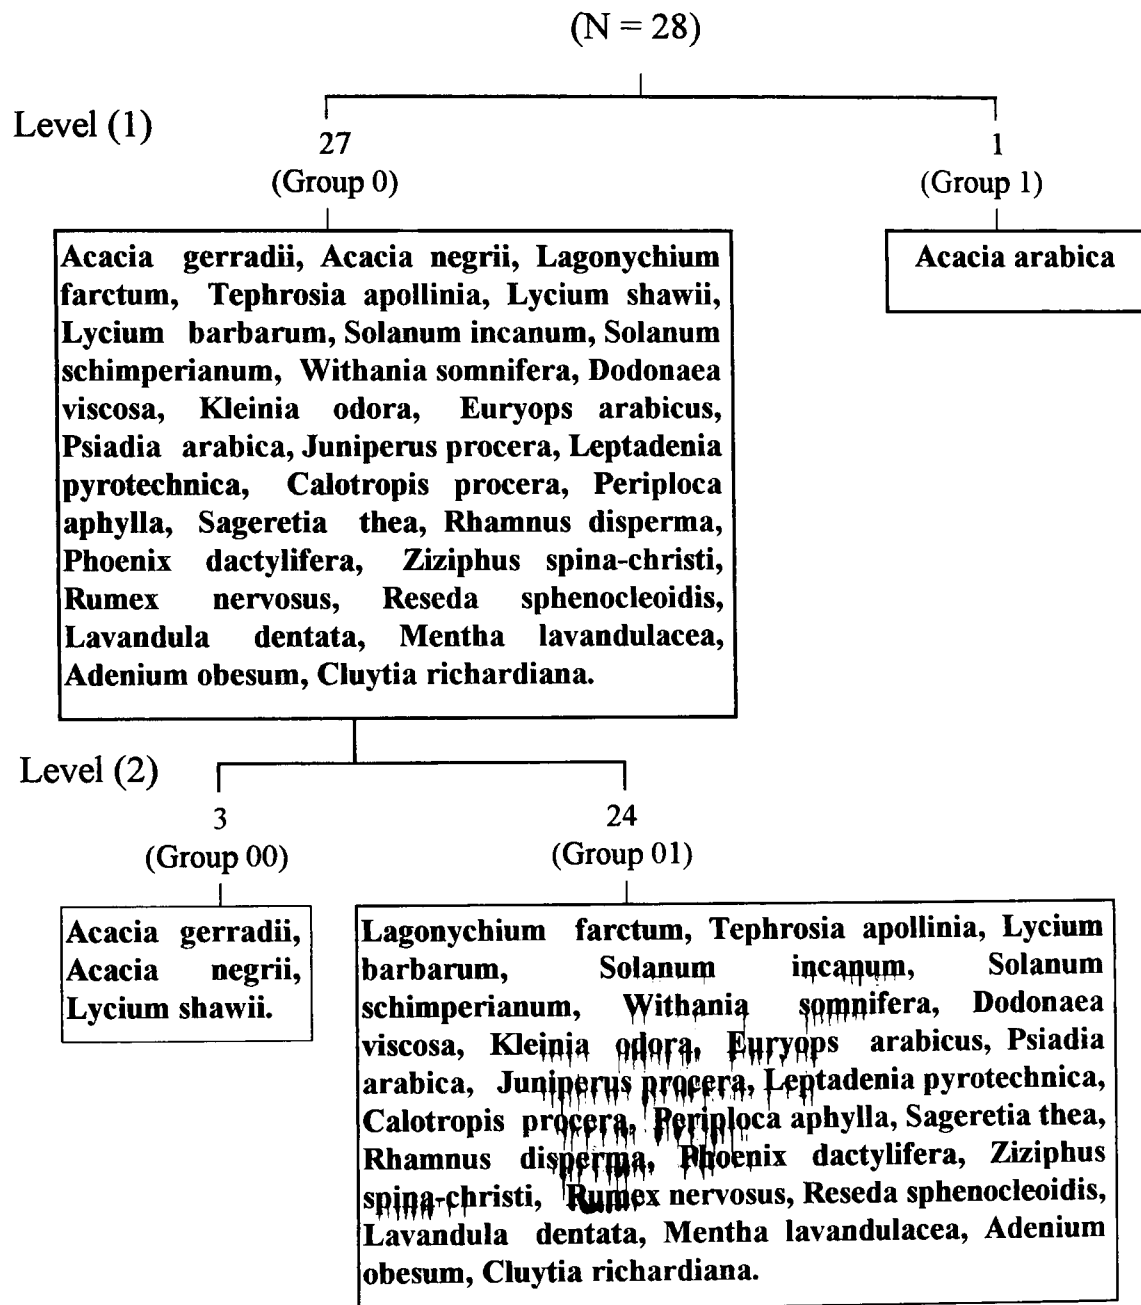 (N = 28)
Level (1)
27
(Group 0)
1
(Group 1)
Acacia gerradii, Acacia negrii, Lagonychium
farctum, Tephrosia apollinia, Lycium shawii,
Lycium barbarum, Solanum incanum, Solanum
schimperianum, Withania somnifera, Dodonaea
viscosa, Kleinia odora, Euryops arabicus,
Psiadia arabica, Juniperus procera, Leptadenia
pyrotechnica, Calotropis procera, Periploca
aphylla, Sageretia thea, Rhamnus disperma,
Phoenix dactylifera, Ziziphus spina-christi,
Rumex nervosus, Reseda sphenocleoidis,
Lavandula dentata, Mentha lavandulacea,
Adenium obesum, Cluytia richardiana.
Acacia arabica
Level (2)
3
(Group 00)
24
(Group 01)
Acacia gerradii,
Acacia negrii,
Lycium shawii.
Lagonychium farctum, Tephrosia apollinia, Lycium
barbarum, Solanum incanum, Solanum
schimperianum, Withania somnifera, Dodonaea
viscosa, Kleinia odora, Euryops arabicus, Psiadia
arabica, Juniperus procera, Leptadenia pyrotechnica,
Calotropis procera, Periploca aphylla, Sageretia thea,
Rhamnus disperma, Phoenix dactylifera, Ziziphus
spina-christi, Rumex nervosus, Reseda sphenocleoidis,
Lavandula dentata, Mentha lavandulacea, Adenium
obesum, Cluytia richardiana.